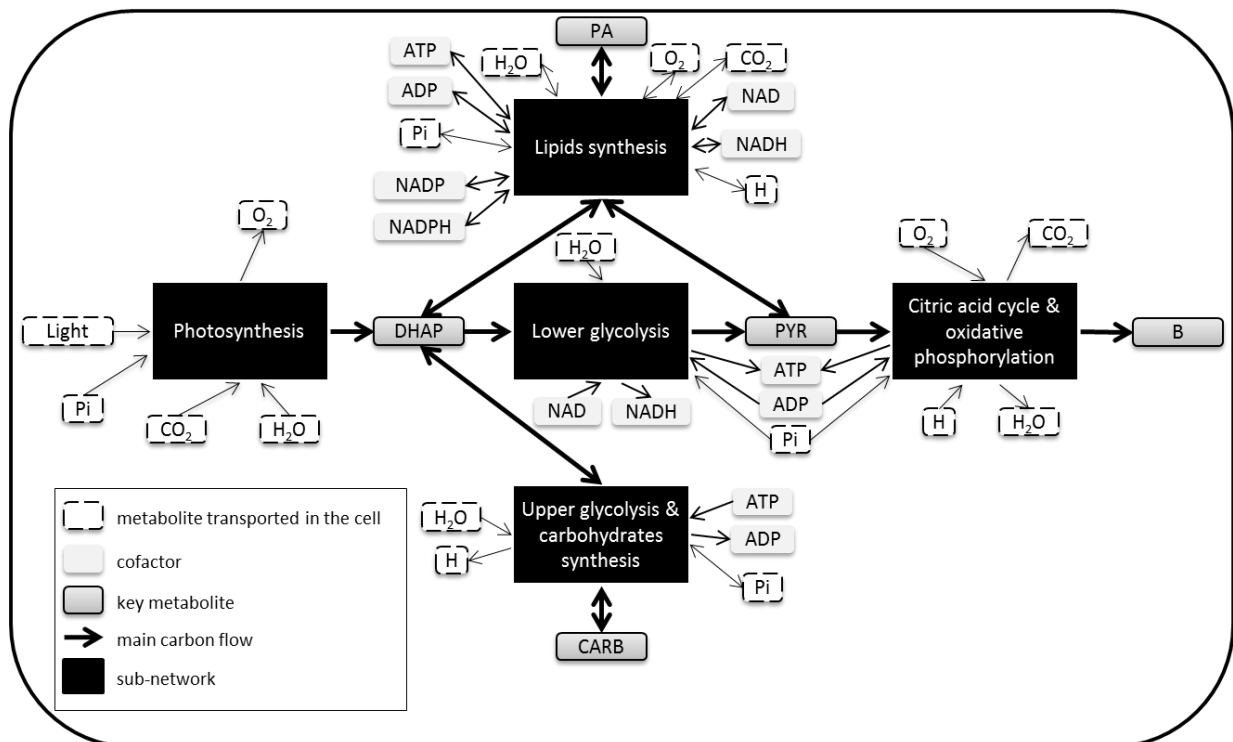 PA
ATP
H₂O
O₂
CO₂
ADP
NAD
Pi
Lipids synthesis
NADH
NADP
H
NADPH
O₂
H₂O
O₂
CO₂
Light
Photosynthesis
DHAP
Lower glycolysis
PYR
Citric acid cycle &
oxidative
phosphorylation
B
ATP
Pi
CO₂
H₂O
NAD
NADH
ADP
Pi
H
H₂O
Upper glycolysis &
carbohydrates
synthesis
H₂O
H
ATP
ADP
Pi
CARB
metabolite transported in the cell
cofactor
key metabolite
main carbon flow
sub-network